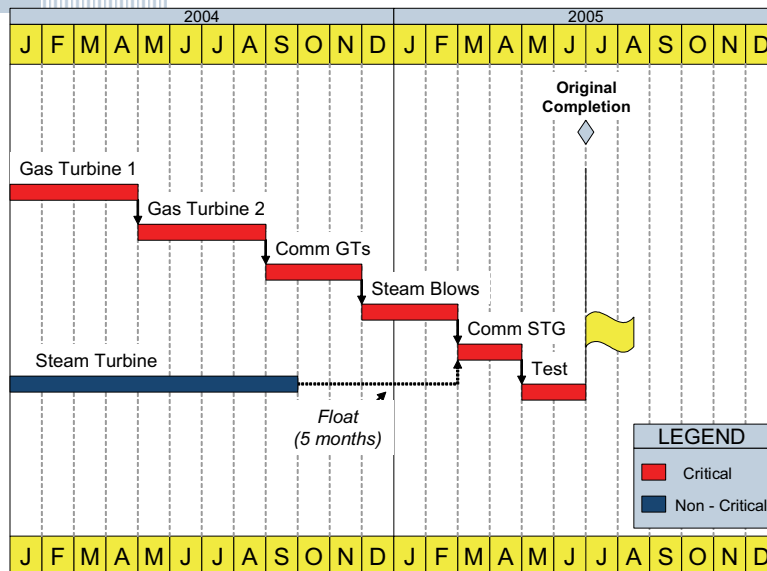 2004 2005
J F M A M J J A S O N D J F M A M J J A S O N D
Original
Completion
Gas Turbine 1
Gas Turbine 2
Comm GTs
Steam Blows
Comm STG
Steam Turbine
Test
Float
(5 months)
LEGEND
Critical
Non - Critical
J F M A M J J A S O N D J F M A M J J A S O N D